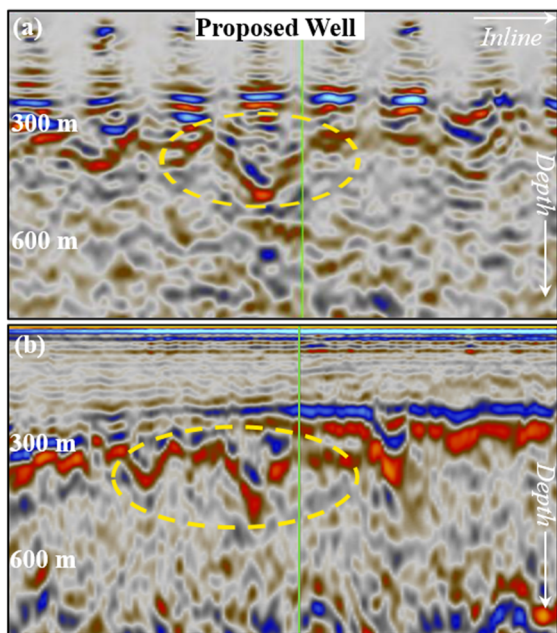 (a)
Proposed Well
Inline
300 m
Depth
600 m
(b)
300 m
Depth
600 m